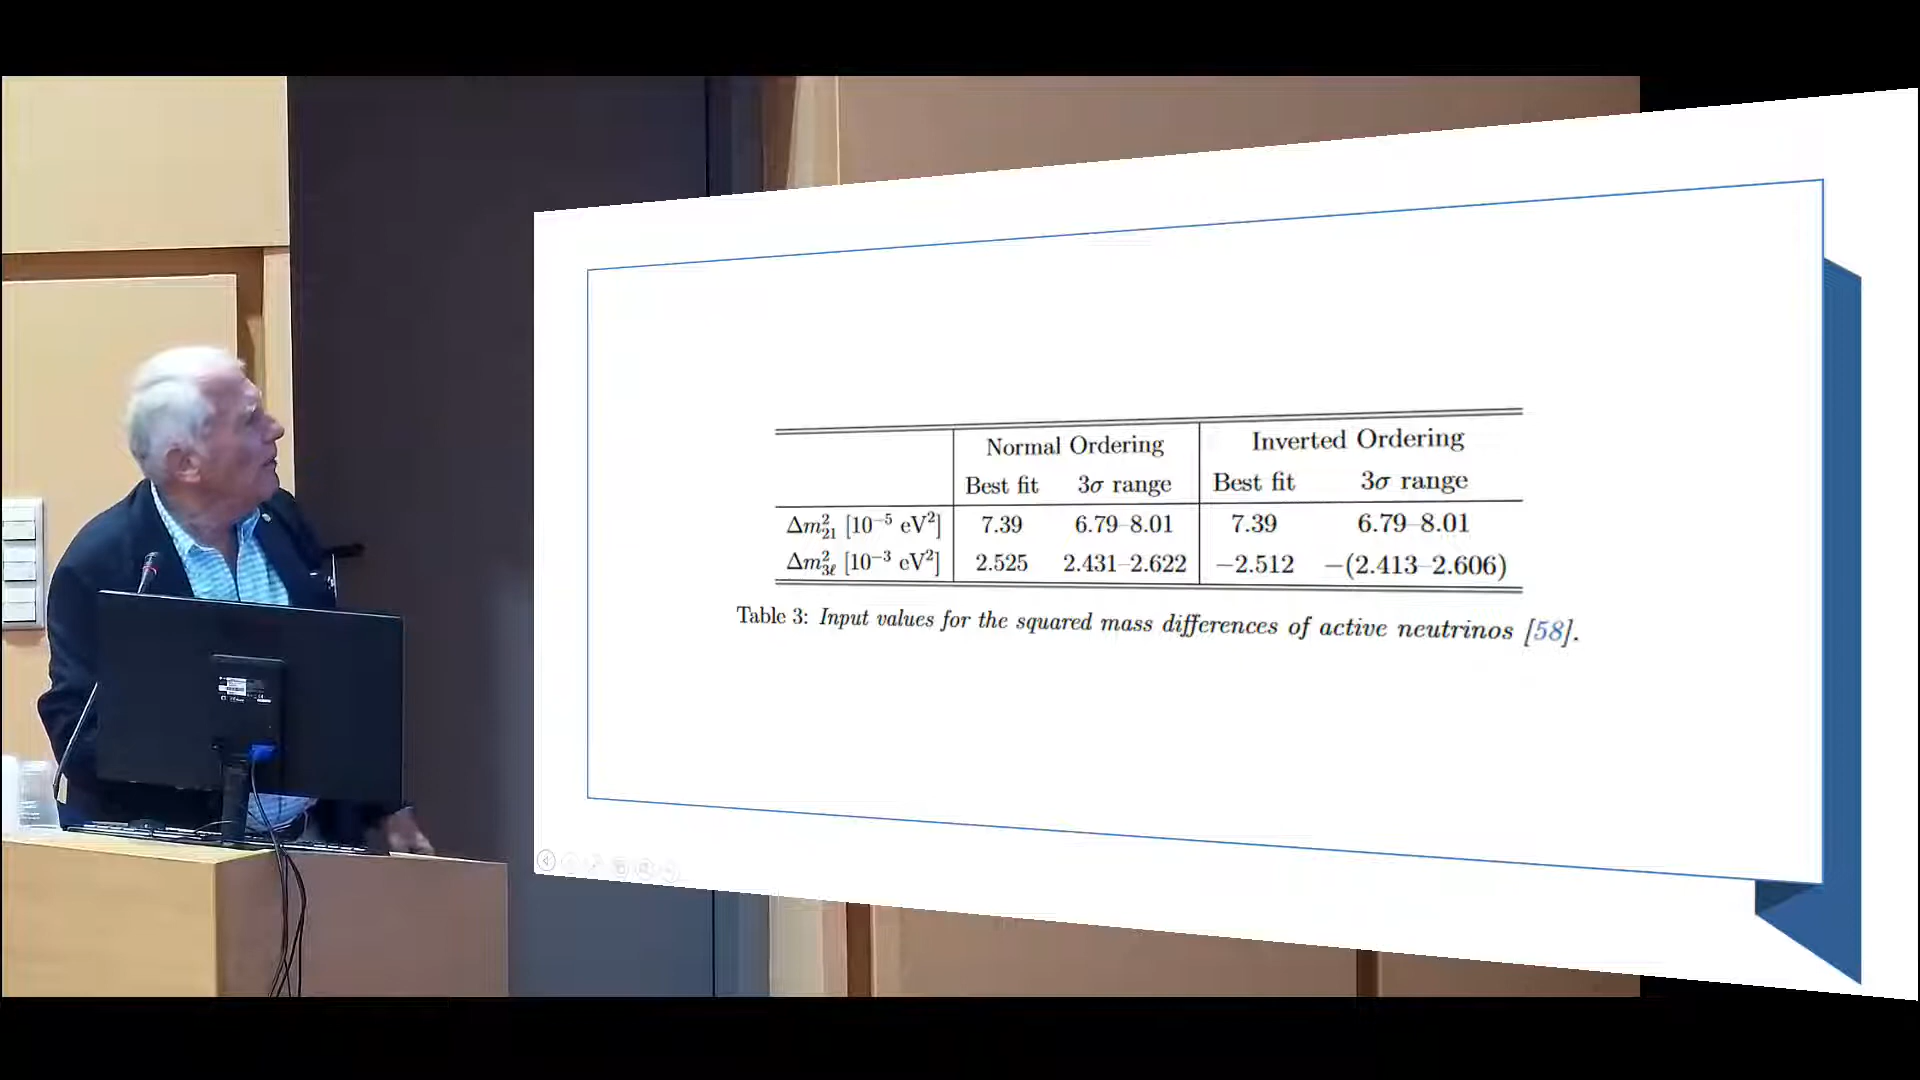 Normal Ordering Inverted Ordering
Best fit 3σ range Best fit 3σ range
Δm²₂₁ [10⁻⁵ eV²] 7.39 6.79–8.01 7.39 6.79–8.01
Δm²₃ℓ [10⁻³ eV²] 2.525 2.431–2.622 −2.512 −(2.413–2.606)
Table 3: Input values for the squared mass differences of active neutrinos [58].